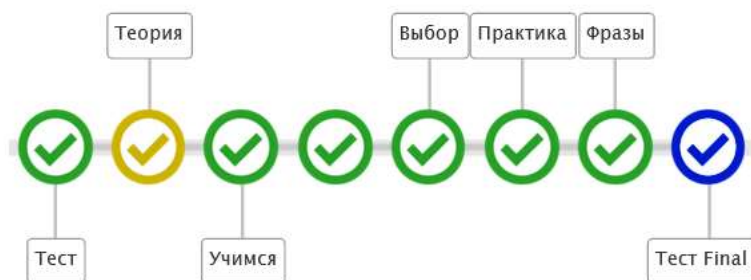 Теория
Выбор
Практика
Фразы
Тест
Учимся
Тест Final